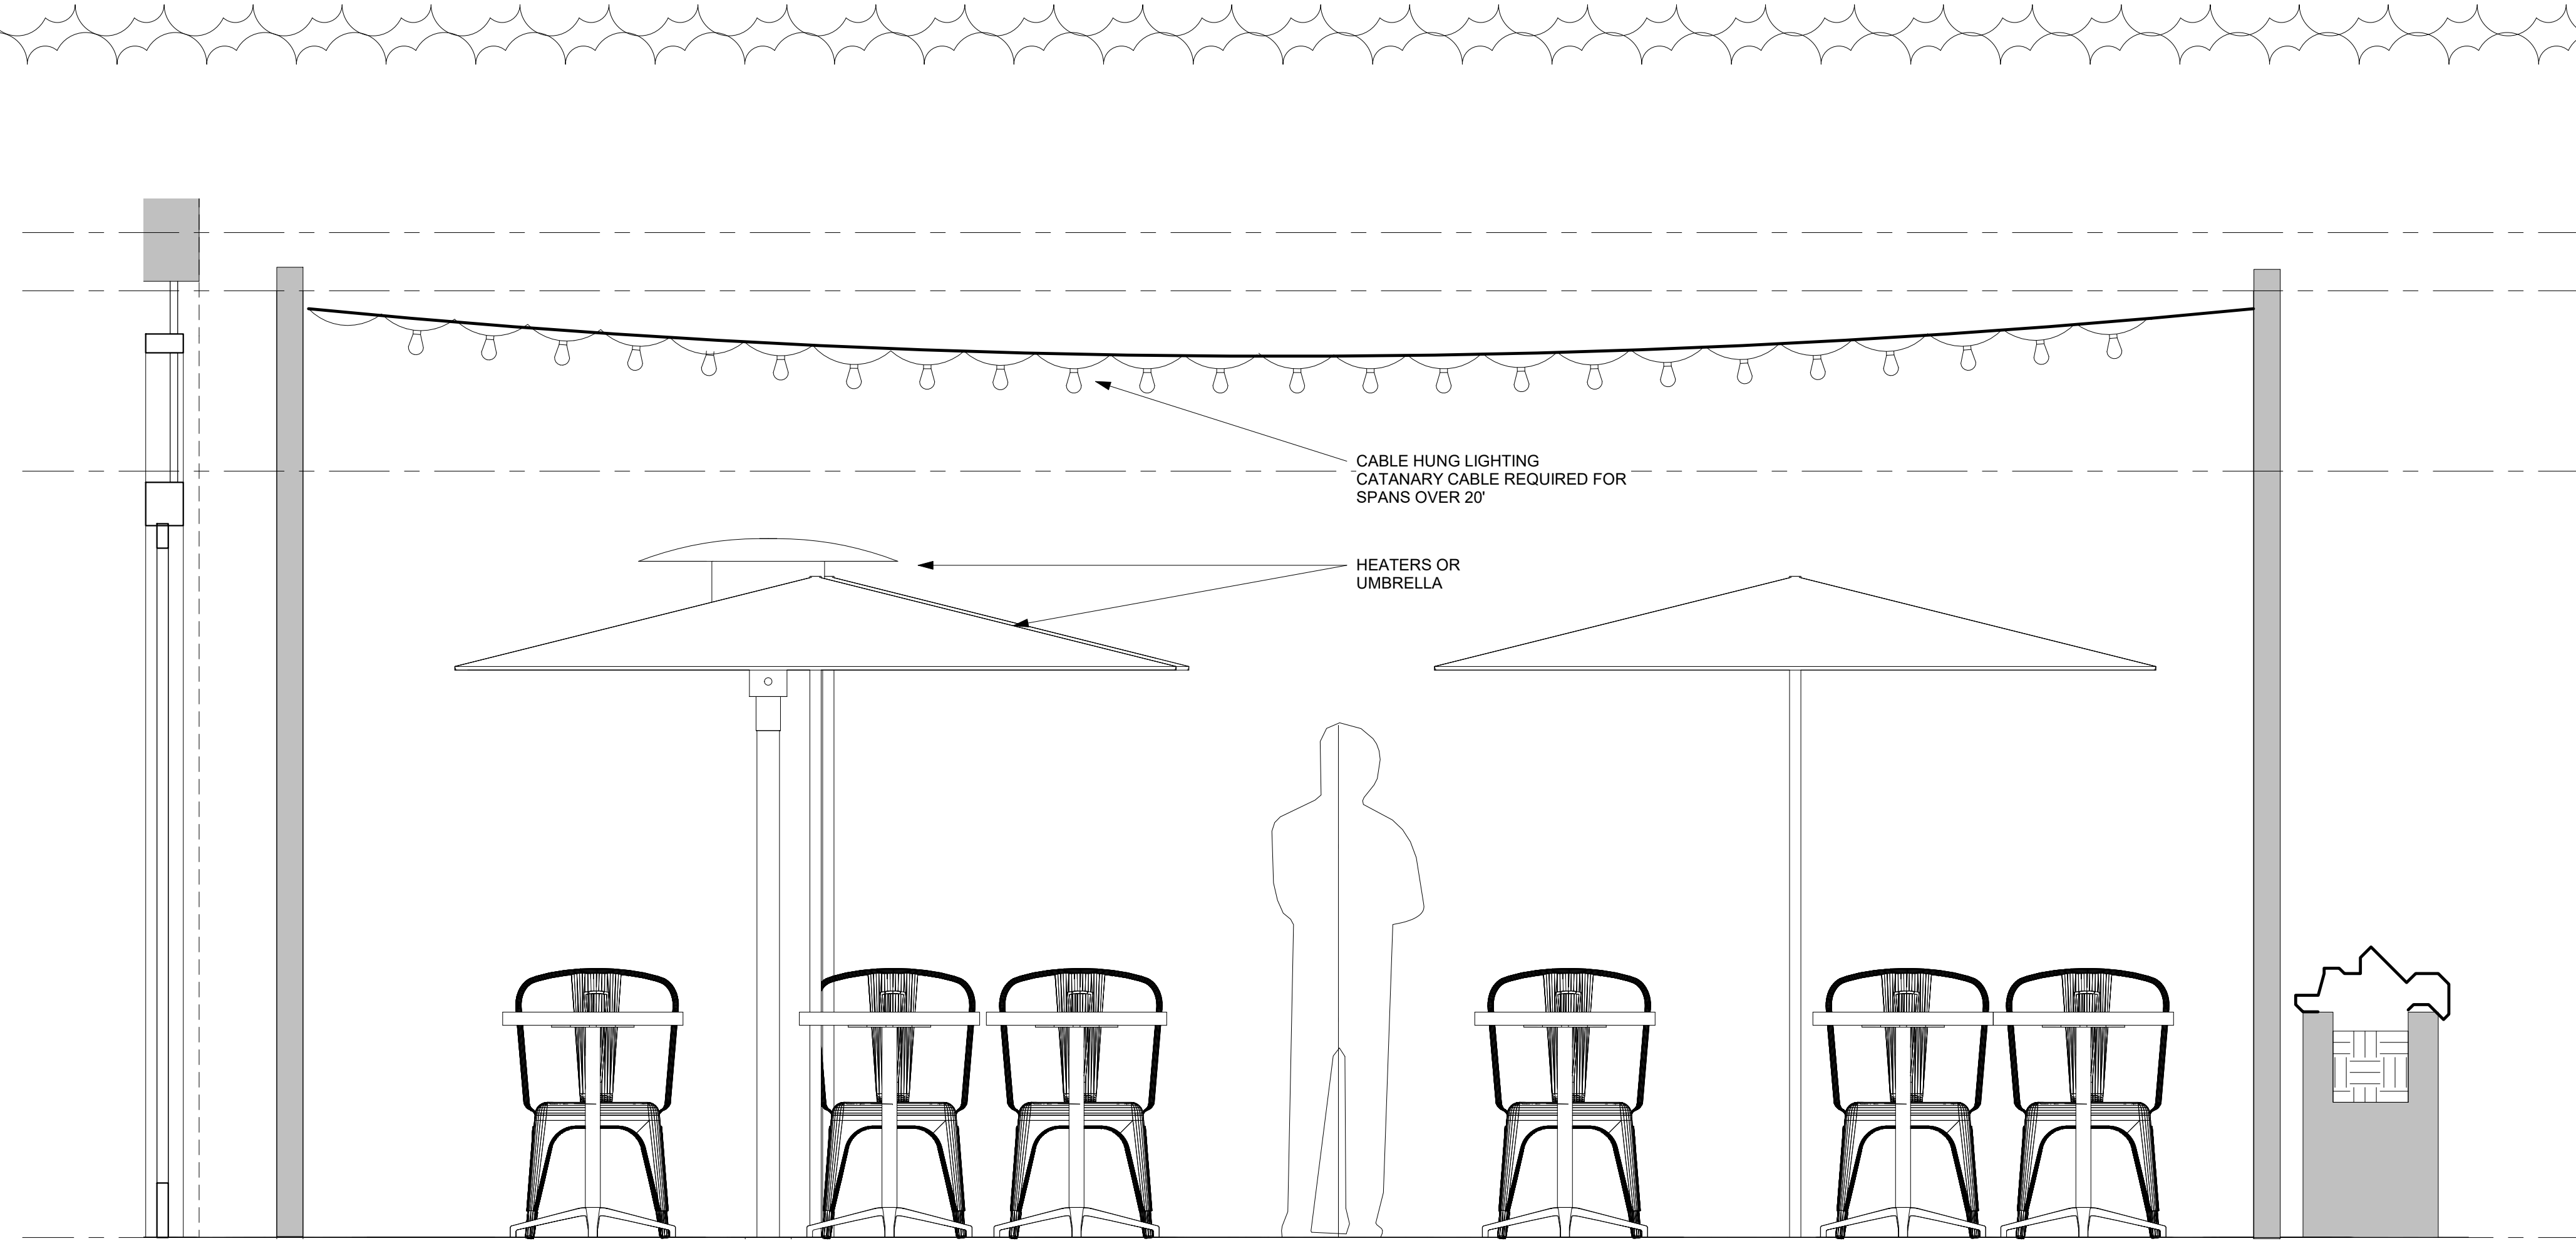 CABLE HUNG LIGHTING
CATANARY CABLE REQUIRED FOR
SPANS OVER 20'
HEATERS OR
UMBRELLA